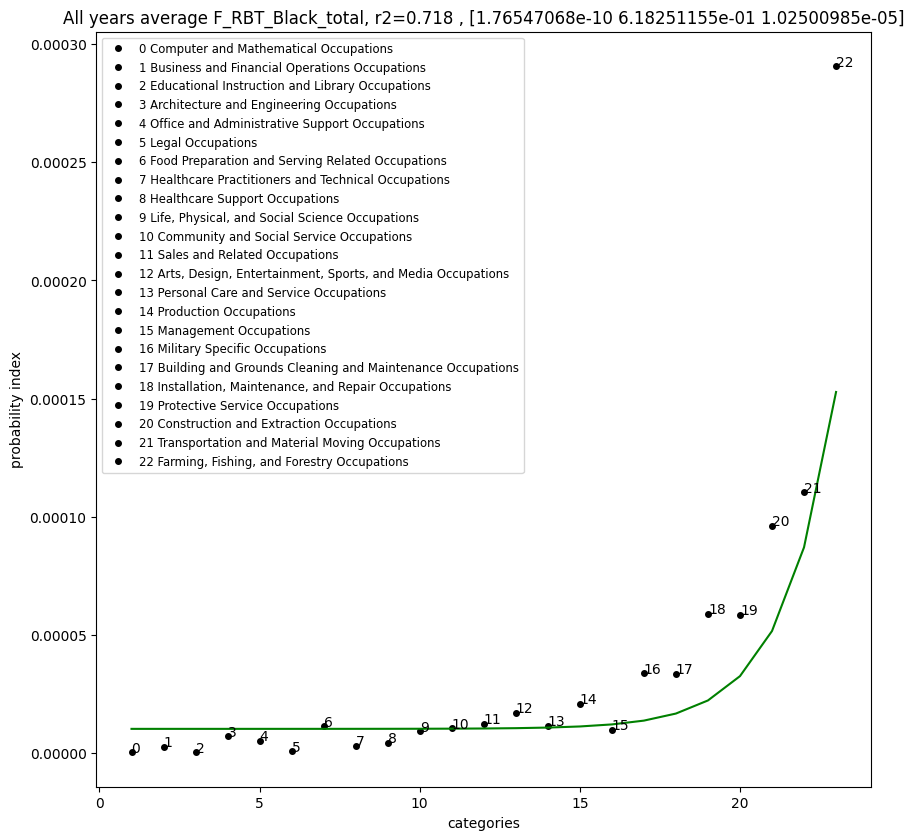 All years average F_RBT_Black_total, r2=0.718 , [1.76547068e-10 6.18251155e-01 1.02500985e-05]
0 Computer and Mathematical Occupations
1 Business and Financial Operations Occupations
2 Educational Instruction and Library Occupations
3 Architecture and Engineering Occupations
4 Office and Administrative Support Occupations
5 Legal Occupations
6 Food Preparation and Serving Related Occupations
7 Healthcare Practitioners and Technical Occupations
8 Healthcare Support Occupations
9 Life, Physical, and Social Science Occupations
10 Community and Social Service Occupations
11 Sales and Related Occupations
12 Arts, Design, Entertainment, Sports, and Media Occupations
13 Personal Care and Service Occupations
14 Production Occupations
15 Management Occupations
16 Military Specific Occupations
17 Building and Grounds Cleaning and Maintenance Occupations
18 Installation, Maintenance, and Repair Occupations
19 Protective Service Occupations
20 Construction and Extraction Occupations
21 Transportation and Material Moving Occupations
22 Farming, Fishing, and Forestry Occupations
probability index
0.00030
0.00025
0.00020
0.00015
0.00010
0.00005
0.00000
0
1
2
3
4
5
6
7
8
9
10
11
12
13
14
15
16
17
18
19
20
21
22
0
5
10
15
20
categories